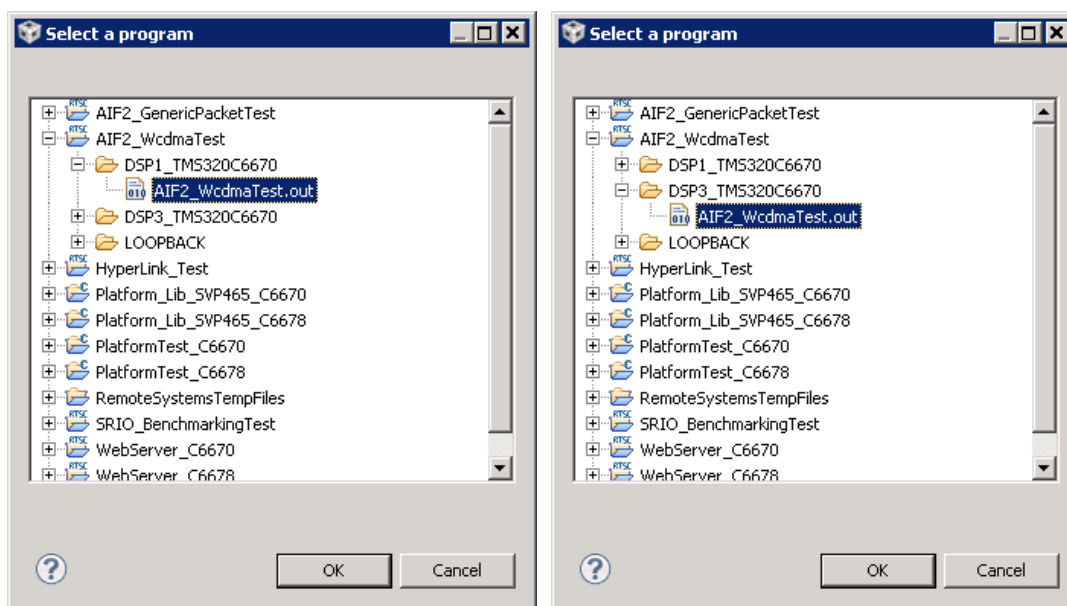 Select a program
AIF2_GenericPacketTest
AIF2_WcdmaTest
DSP1_TMS320C6670
AIF2_WcdmaTest.out
DSP3_TMS320C6670
LOOPBACK
HyperLink_Test
Platform_Lib_SVP465_C6670
Platform_Lib_SVP465_C6678
PlatformTest_C6670
PlatformTest_C6678
RemoteSystemsTempFiles
SRIO_BenchmarkingTest
WebServer_C6670
WebServer_C6678
OK Cancel
Select a program
AIF2_GenericPacketTest
AIF2_WcdmaTest
DSP1_TMS320C6670
DSP3_TMS320C6670
AIF2_WcdmaTest.out
LOOPBACK
HyperLink_Test
Platform_Lib_SVP465_C6670
Platform_Lib_SVP465_C6678
PlatformTest_C6670
PlatformTest_C6678
RemoteSystemsTempFiles
SRIO_BenchmarkingTest
WebServer_C6670
WebServer_C6678
OK Cancel